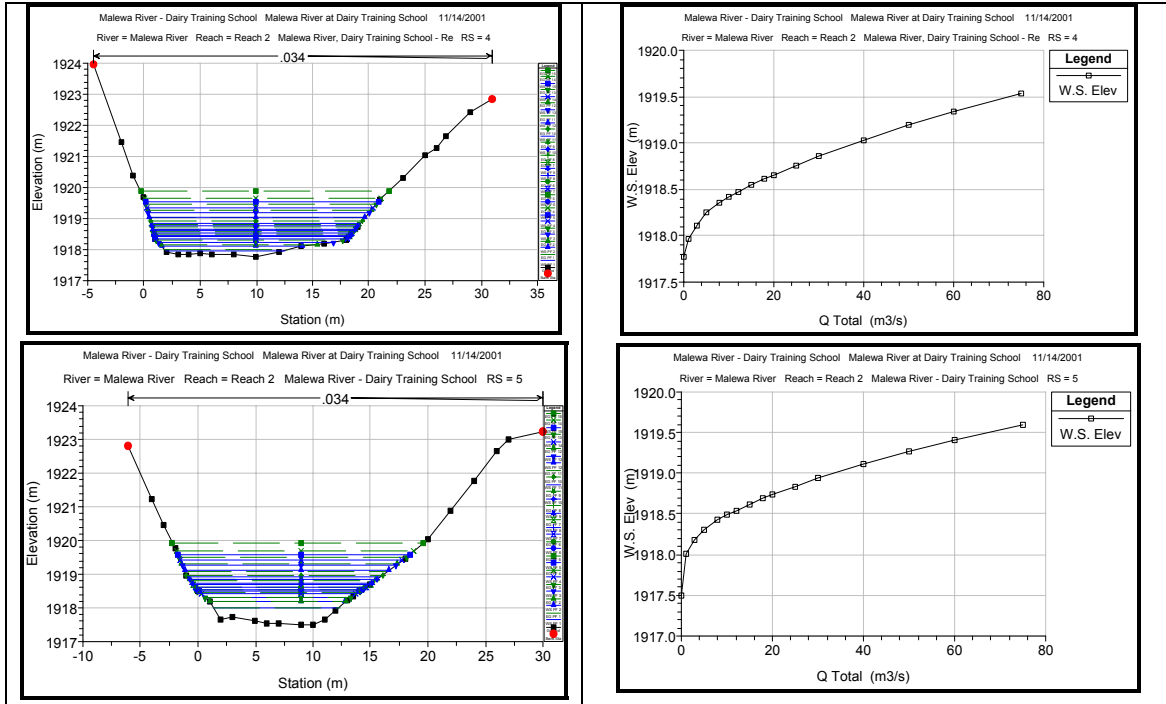 Malewa River - Dairy Training School Malewa River at Dairy Training School 11/14/2001
River = Malewa River Reach = Reach 2 Malewa River, Dairy Training School - Re RS = 4
.034
1924
1923
1922
1921
1920
1919
1918
1917
-5 0 5 10 15 20 25 30 35
Elevation (m)
Station (m)
Malewa River - Dairy Training School Malewa River at Dairy Training School 11/14/2001
River = Malewa River Reach = Reach 2 Malewa River, Dairy Training School - Re RS = 4
1920.0
1919.5
1919.0
1918.5
1918.0
1917.5
0 20 40 60 80
W.S. Elev (m)
Q Total (m3/s)
Legend
W.S. Elev
Malewa River - Dairy Training School Malewa River at Dairy Training School 11/14/2001
River = Malewa River Reach = Reach 2 Malewa River - Dairy Training School RS = 5
.034
1924
1923
1922
1921
1920
1919
1918
1917
-10 -5 0 5 10 15 20 25 30
Elevation (m)
Station (m)
Malewa River - Dairy Training School Malewa River at Dairy Training School 11/14/2001
River = Malewa River Reach = Reach 2 Malewa River - Dairy Training School RS = 5
1920.0
1919.5
1919.0
1918.5
1918.0
1917.5
1917.0
0 20 40 60 80
W.S. Elev (m)
Q Total (m3/s)
Legend
W.S. Elev